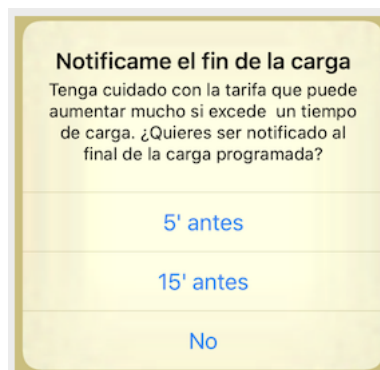 Notificame el fin de la carga
Tenga cuidado con la tarifa que puede
aumentar mucho si excede  un tiempo
de carga. ¿Quieres ser notificado al
final de la carga programada?
5' antes
15' antes
No